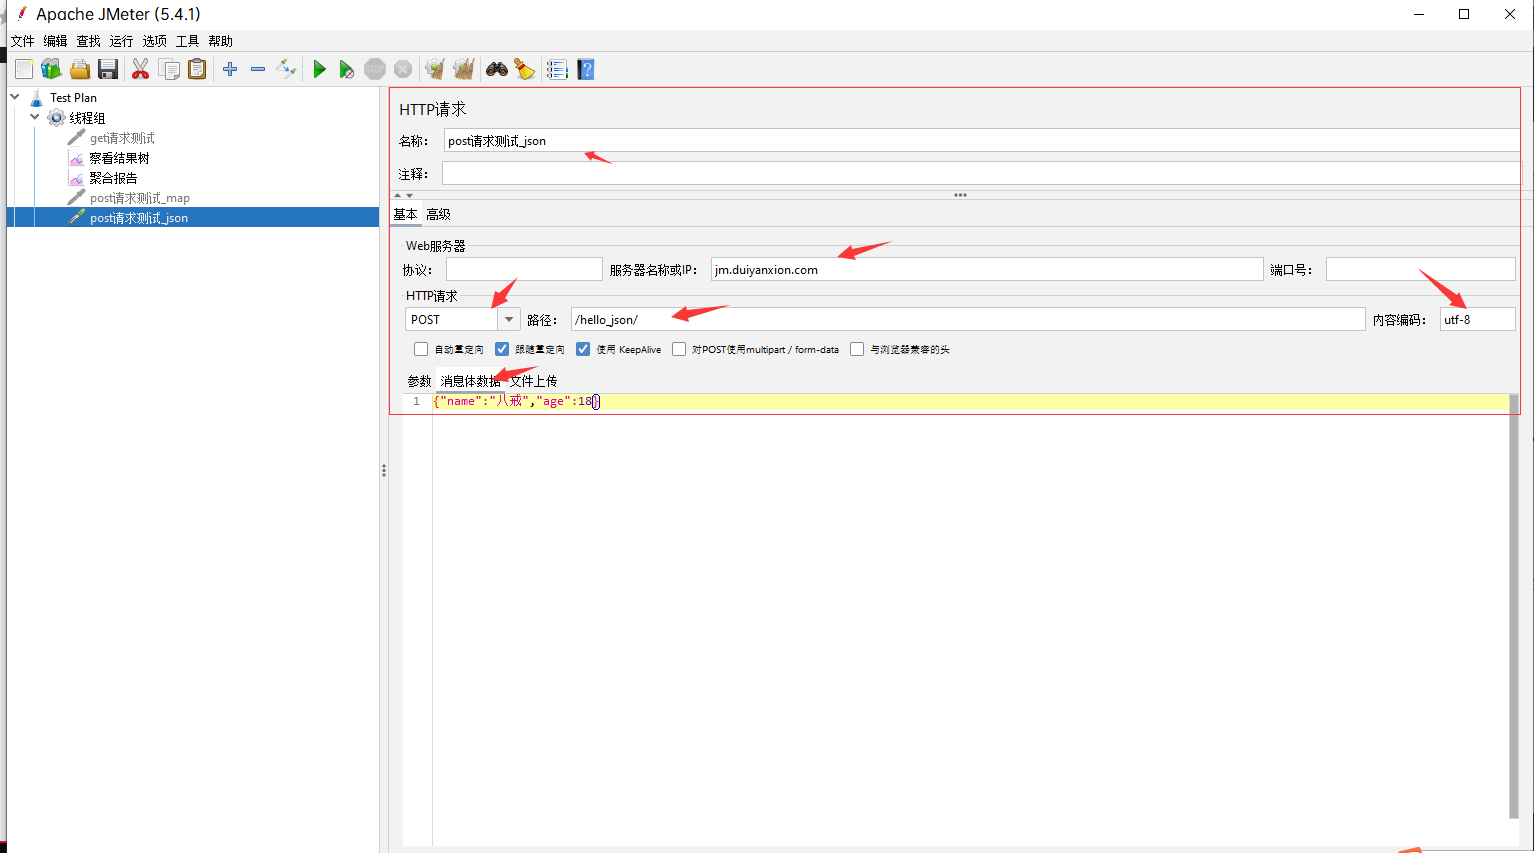 Apache JMeter (5.4.1)
文件 编辑 查找 运行 选项 工具 帮助
STOP
Test Plan
线程组
get请求测试
察看结果树
聚合报告
post请求测试_map
post请求测试_json
HTTP请求
名称： post请求测试_json
注释：
基本 高级
Web服务器
协议： 服务器名称或IP： jm.duiyanxion.com 端口号：
HTTP请求
POST 路径： /hello_json/ 内容编码： utf-8
自动重定向 跟随重定向 使用 KeepAlive 对POST使用multipart / form-data 与浏览器兼容的头
参数 消息体数据 文件上传
1 {"name":"八戒","age":18}